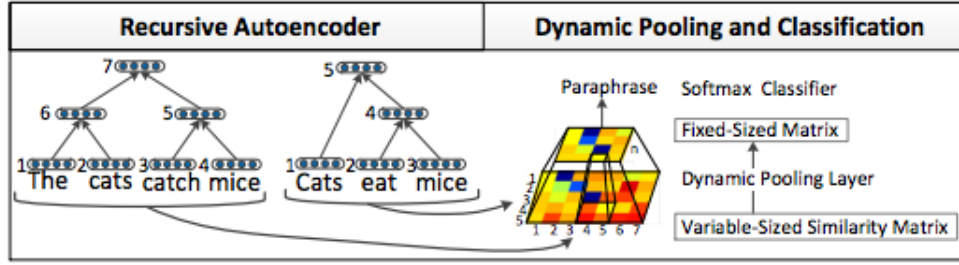 Recursive Autoencoder
Dynamic Pooling and Classification
7
6
5
1 2 3 4
The cats catch mice
5
4
1 2 3
Cats eat mice
Paraphrase
n
1
2
3
4
5
1 2 3 4 5 6 7
Softmax Classifier
Fixed-Sized Matrix
Dynamic Pooling Layer
Variable-Sized Similarity Matrix